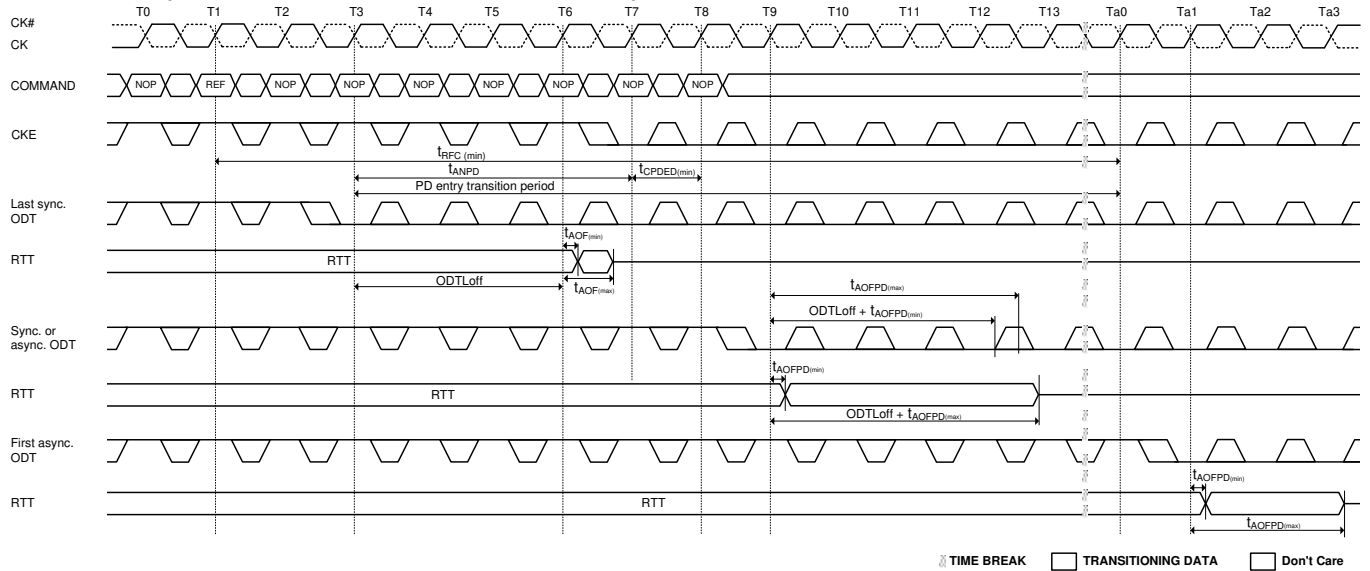 T0 T1 T2 T3 T4 T5 T6 T7 T8 T9 T10 T11 T12 T13 Ta0 Ta1 Ta2 Ta3
CK#
CK
COMMAND NOP REF NOP NOP NOP NOP NOP NOP NOP
CKE
tRFC (min)
tANPD tCPDED(min)
PD entry transition period
Last sync.
ODT
tAOF(min)
RTT RTT
ODTLoff tAOF(max)
tAOFPD(max)
ODTLoff + tAOFPD(min)
Sync. or
async. ODT
tAOFPD(min)
RTT RTT
ODTLoff + tAOFPD(max)
First async.
ODT
tAOFPD(min)
RTT RTT
tAOFPD(max)
TIME BREAK TRANSITIONING DATA Don't Care